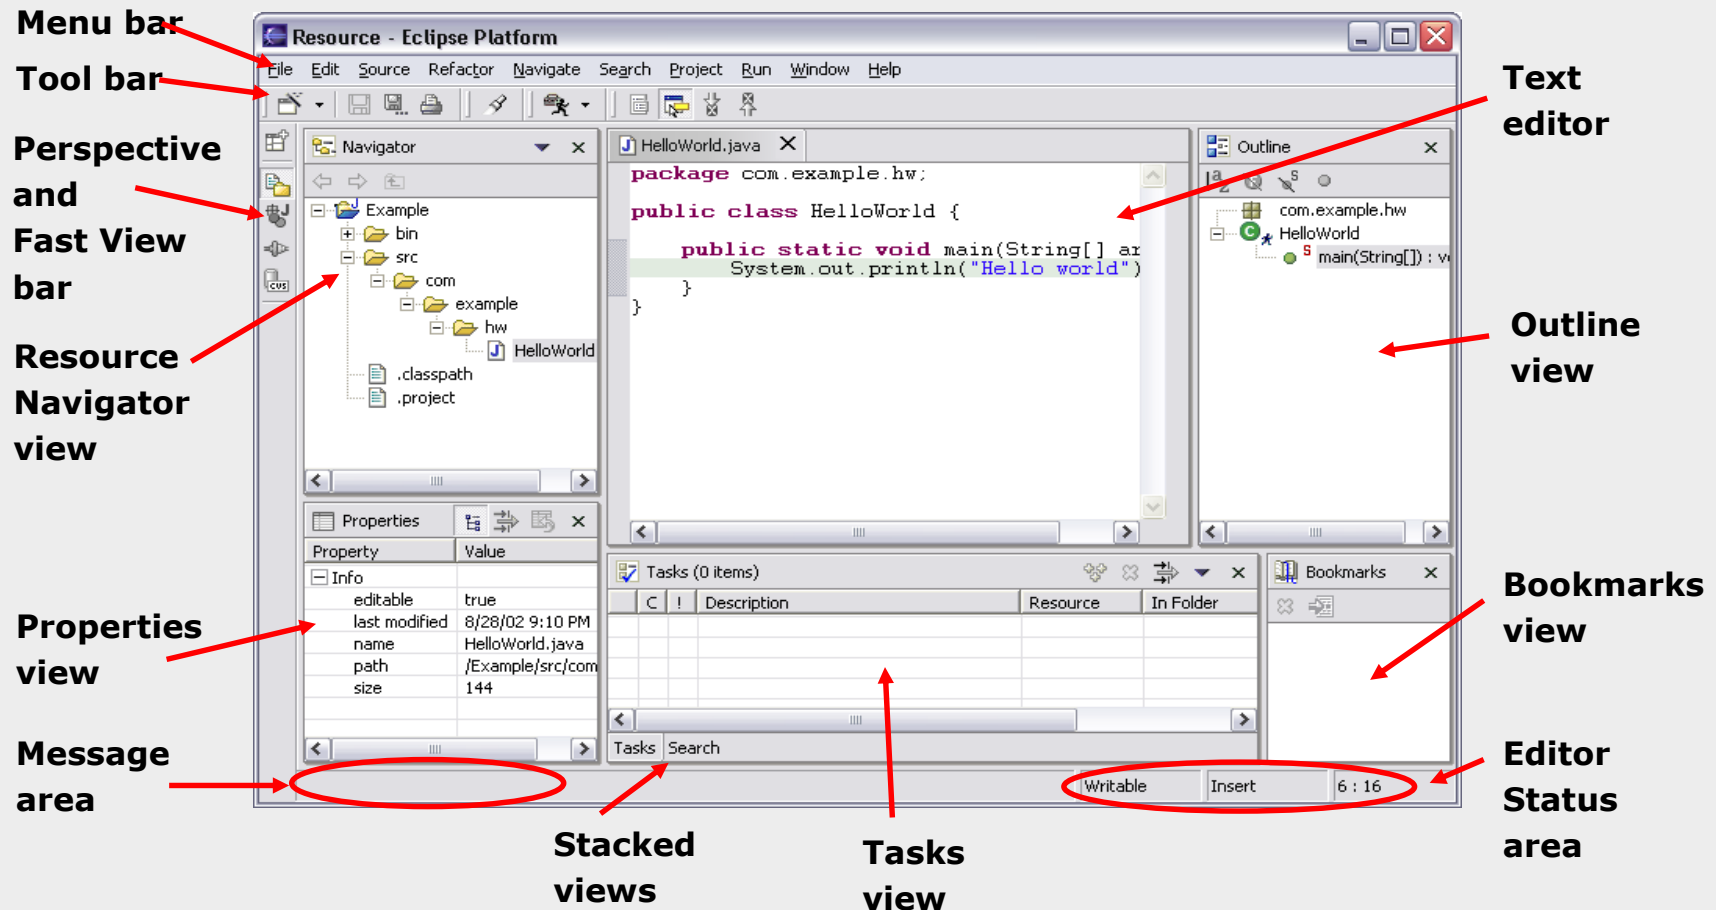 Menu bar
Tool bar
Perspective
and
Fast View
bar
Resource
Navigator
view
Properties
view
Message
area
Resource - Eclipse Platform
File Edit Source Refactor Navigate Search Project Run Window Help
Navigator
Example
bin
src
com
example
hw
HelloWorld
.classpath
.project
Properties
Property Value
Info
editable true
last modified 8/28/02 9:10 PM
name HelloWorld.java
path /Example/src/com
size 144
HelloWorld.java
package com.example.hw;
public class HelloWorld {
public static void main(String[] ar
System.out.println("Hello world")
}
}
Outline
com.example.hw
HelloWorld
main(String[]) : v
Tasks (0 items)
C ! Description Resource In Folder
Tasks Search
Bookmarks
Writable Insert 6 : 16
Text
editor
Outline
view
Bookmarks
view
Editor
Status
area
Stacked
views
Tasks
view